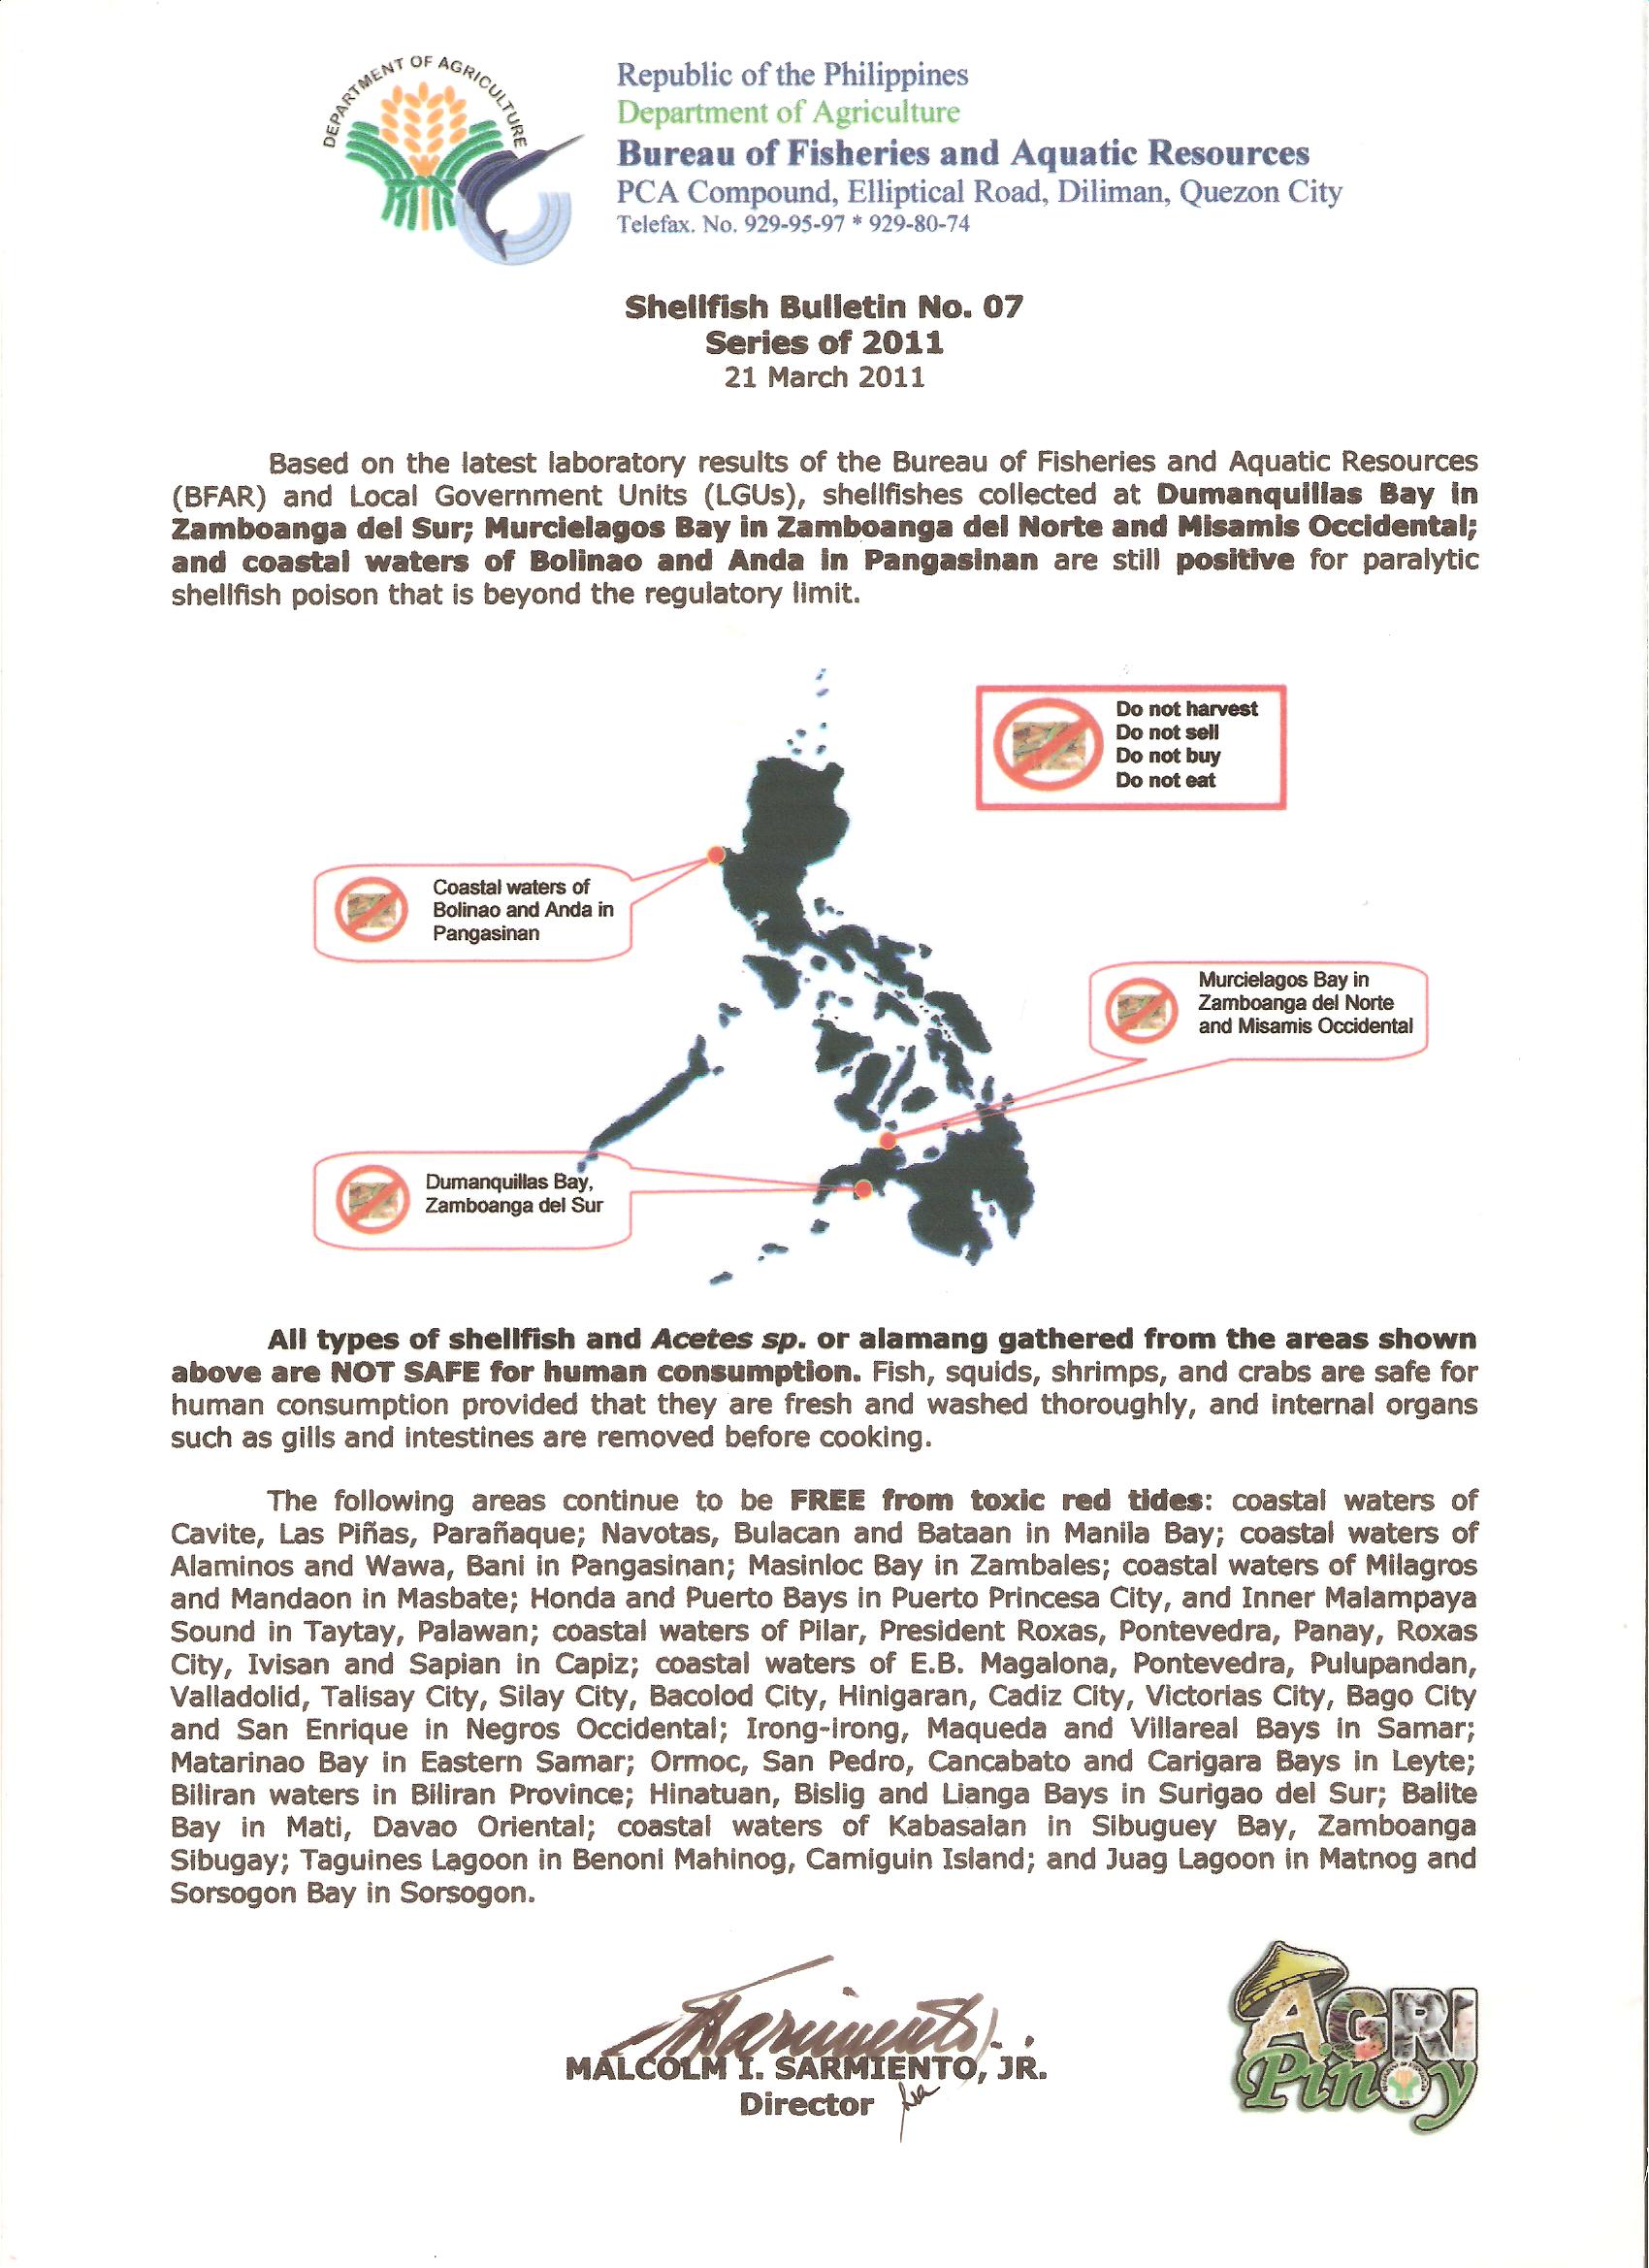 DEPARTMENT OF AGRICULTURE
Republic of the Philippines
Department of Agriculture
Bureau of Fisheries and Aquatic Resources
PCA Compound, Elliptical Road, Diliman, Quezon City
Telefax. No. 929-95-97 * 929-80-74
Shellfish Bulletin No. 07
Series of 2011
21 March 2011
Based on the latest laboratory results of the Bureau of Fisheries and Aquatic Resources
(BFAR) and Local Government Units (LGUs), shellfishes collected at Dumanquillas Bay in
Zamboanga del Sur; Murcielagos Bay in Zamboanga del Norte and Misamis Occidental;
and coastal waters of Bolinao and Anda in Pangasinan are still positive for paralytic
shellfish poison that is beyond the regulatory limit.
Do not harvest
Do not sell
Do not buy
Do not eat
Coastal waters of
Bolinao and Anda in
Pangasinan
Murcielagos Bay in
Zamboanga del Norte
and Misamis Occidental
Dumanquillas Bay,
Zamboanga del Sur
All types of shellfish and Acetes sp. or alamang gathered from the areas shown
above are NOT SAFE for human consumption. Fish, squids, shrimps, and crabs are safe for
human consumption provided that they are fresh and washed thoroughly, and internal organs
such as gills and intestines are removed before cooking.
The following areas continue to be FREE from toxic red tides: coastal waters of
Cavite, Las Piñas, Parañaque; Navotas, Bulacan and Bataan in Manila Bay; coastal waters of
Alaminos and Wawa, Bani in Pangasinan; Masinloc Bay in Zambales; coastal waters of Milagros
and Mandaon in Masbate; Honda and Puerto Bays in Puerto Princesa City, and Inner Malampaya
Sound in Taytay, Palawan; coastal waters of Pilar, President Roxas, Pontevedra, Panay, Roxas
City, Ivisan and Sapian in Capiz; coastal waters of E.B. Magalona, Pontevedra, Pulupandan,
Valladolid, Talisay City, Silay City, Bacolod City, Hinigaran, Cadiz City, Victorias City, Bago City
and San Enrique in Negros Occidental; Irong-irong, Maqueda and Villareal Bays in Samar;
Matarinao Bay in Eastern Samar; Ormoc, San Pedro, Cancabato and Carigara Bays in Leyte;
Biliran waters in Biliran Province; Hinatuan, Bislig and Lianga Bays in Surigao del Sur; Balite
Bay in Mati, Davao Oriental; coastal waters of Kabasalan in Sibuguey Bay, Zamboanga
Sibugay; Taguines Lagoon in Benoni Mahinog, Camiguin Island; and Juag Lagoon in Matnog and
Sorsogon Bay in Sorsogon.
MALCOLM I. SARMIENTO, JR.
Director
AGRI
Pinoy